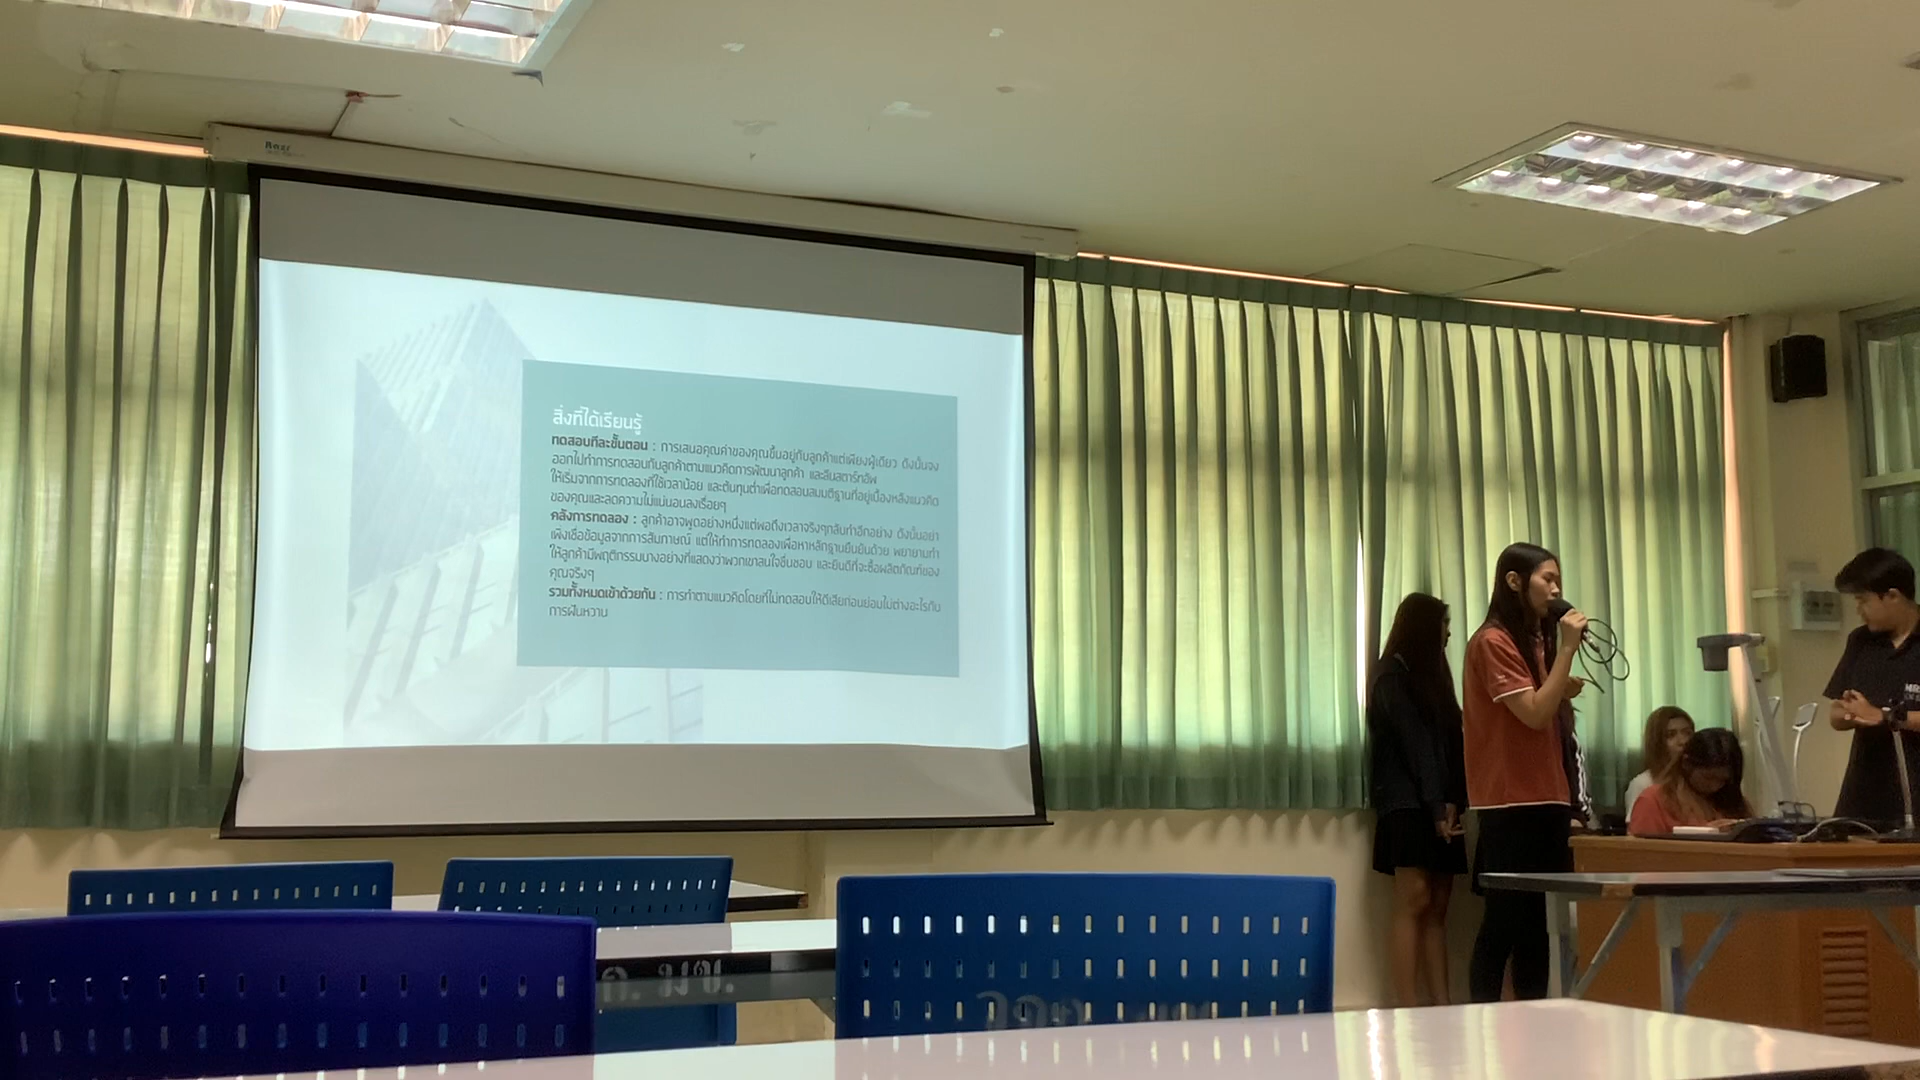 สิ่งที่ได้เรียนรู้
ทดสอบทีละขั้นตอน : การเสนอคุณค่าของคุณขึ้นอยู่กับลูกค้าแต่เพียงผู้เดียว ดังนั้นจง
ออกไปทำการทดสอบกับลูกค้าตามแนวคิดการพัฒนาลูกค้า และลีนสตาร์ทอัพ
ให้เริ่มจากการทดลองที่ใช้เวลาน้อย และต้นทุนต่ำเพื่อทดสอบสมมติฐานที่อยู่เบื้องหลังแนวคิด
ของคุณและลดความไม่แน่นอนลงเรื่อยๆ
คลังการทดลอง : ลูกค้าอาจพูดอย่างหนึ่งแต่พอถึงเวลาจริงๆกลับทำอีกอย่าง ดังนั้นอย่า
เพิ่งเชื่อข้อมูลจากการสัมภาษณ์ แต่ให้ทำการทดลองเพื่อหาหลักฐานยืนยันด้วย พยายามทำ
ให้ลูกค้ามีพฤติกรรมบางอย่างที่แสดงว่าพวกเขาสนใจชื่นชอบ และยินดีที่จะซื้อผลิตภัณฑ์ของ
คุณจริงๆ
รวมทั้งหมดเข้าด้วยกัน : การทำตามแนวคิดโดยที่ไม่ทดสอบให้ดีเสียก่อนย่อมไม่ต่างอะไรกับ
การฝันหวาน
มข.